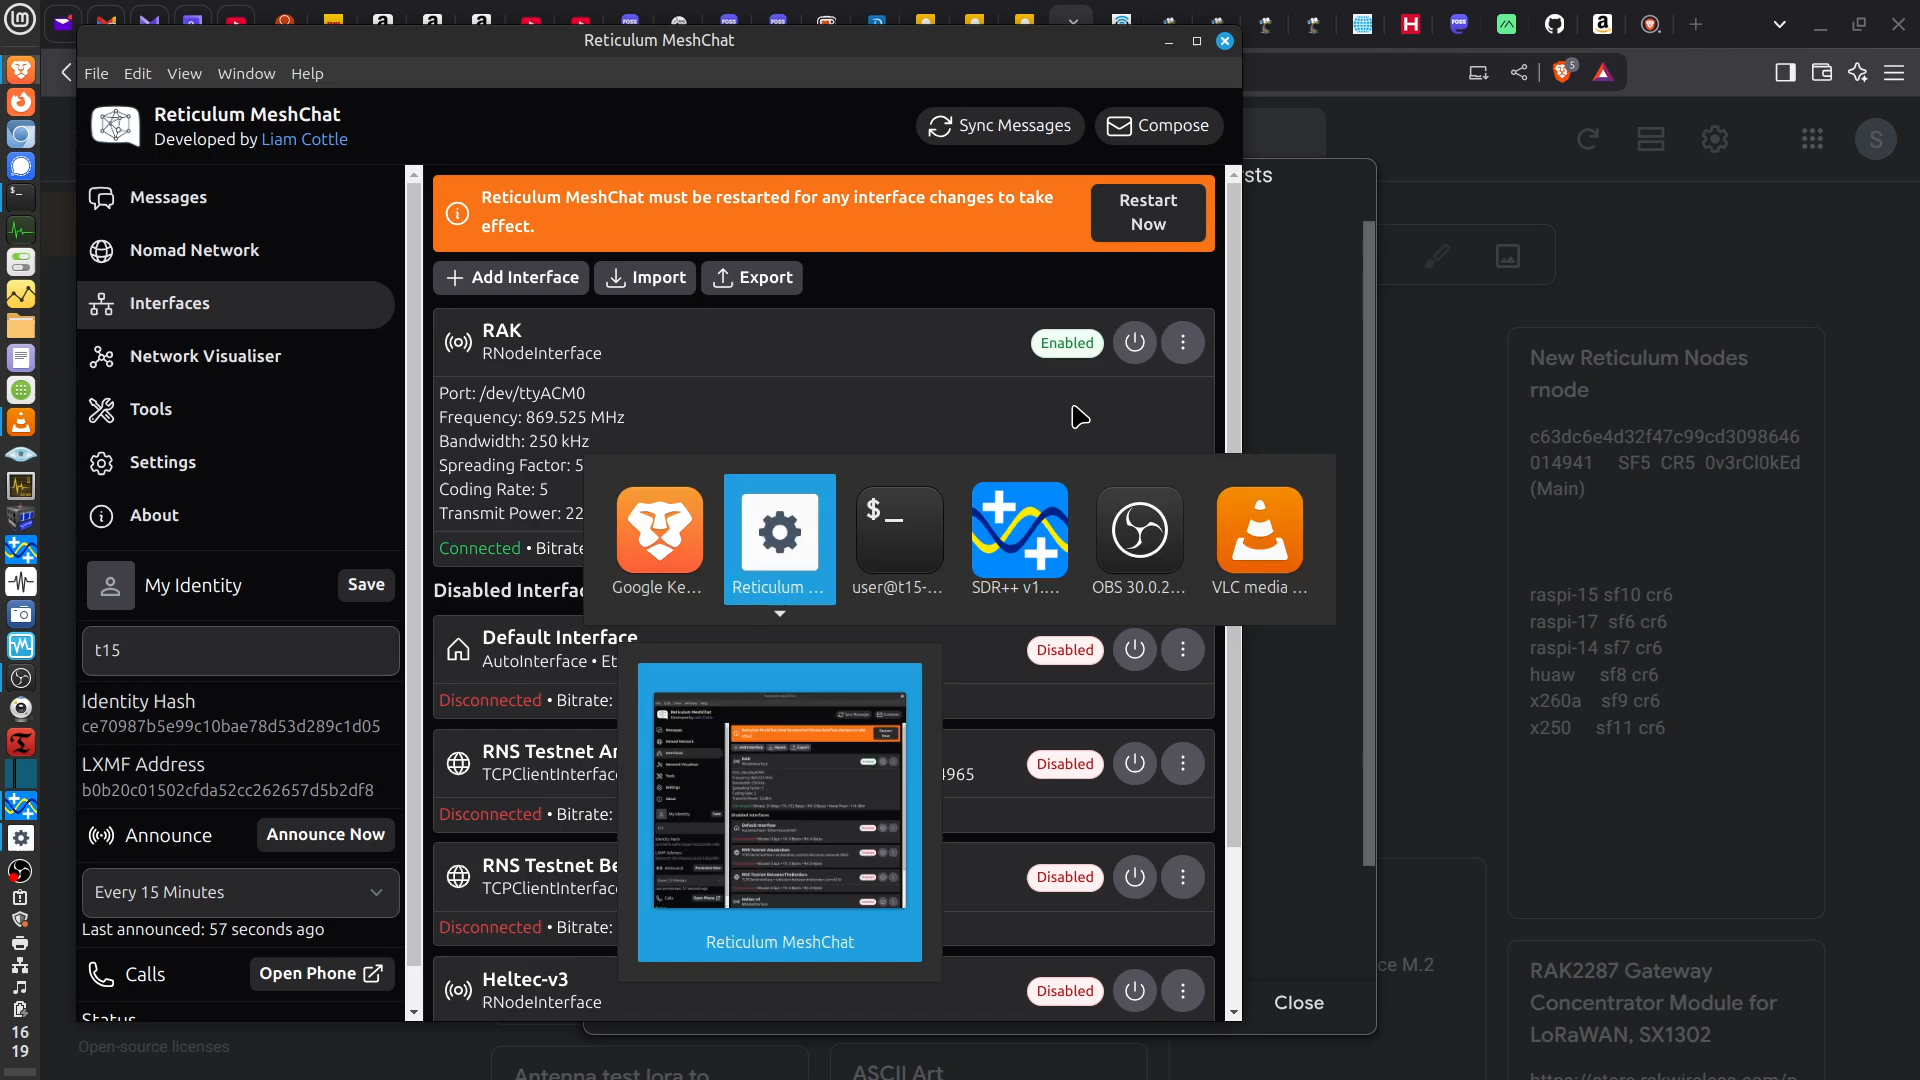 Reticulum MeshChat
File Edit View Window Help
Reticulum MeshChat
Developed by Liam Cottle
Sync Messages
Compose
Messages
Nomad Network
Interfaces
Network Visualiser
Tools
Settings
About
My Identity
Save
t15
Identity Hash
ce70987b5e99c10bae78d53d289c1d05
LXMF Address
b0b20c01502cfda52cc262657d5b2df8
Announce
Announce Now
Every 15 Minutes
Last announced: 57 seconds ago
Calls
Open Phone
Status
Reticulum MeshChat must be restarted for any interface changes to take
effect.
Restart
Now
Add Interface
Import
Export
RAK
RNodeInterface
Enabled
Port: /dev/ttyACM0
Frequency: 869.525 MHz
Bandwidth: 250 kHz
Spreading Factor: 5
Coding Rate: 5
Transmit Power: 22
Connected • Bitrate
Disabled Interfa
Default Interface
AutoInterface • Et
Disabled
Disconnected • Bitrate:
RNS Testnet Ar
TCPClientInterfac
4965
Disabled
Disconnected • Bitrate:
RNS Testnet Be
TCPClientInterfac
Disabled
Disconnected • Bitrate:
Heltec-v3
RNodeInterface
Disabled
Google Ke...
Reticulum ...
user@t15-...
SDR++ v1....
OBS 30.0.2...
VLC media ...
Reticulum MeshChat
sts
Close
S
New Reticulum Nodes
rnode
c63dc6e4d32f47c99cd3098646
014941 SF5 CR5 0v3rCl0kEd
(Main)
raspi-15 sf10 cr6
raspi-17 sf6 cr6
raspi-14 sf7 cr6
huaw sf8 cr6
x260a sf9 cr6
x250 sf11 cr6
ce M.2
RAK2287 Gateway
Concentrator Module for
LoRaWAN, SX1302
Open-source licenses
Antenna test lora to
ASCII Art
16
19